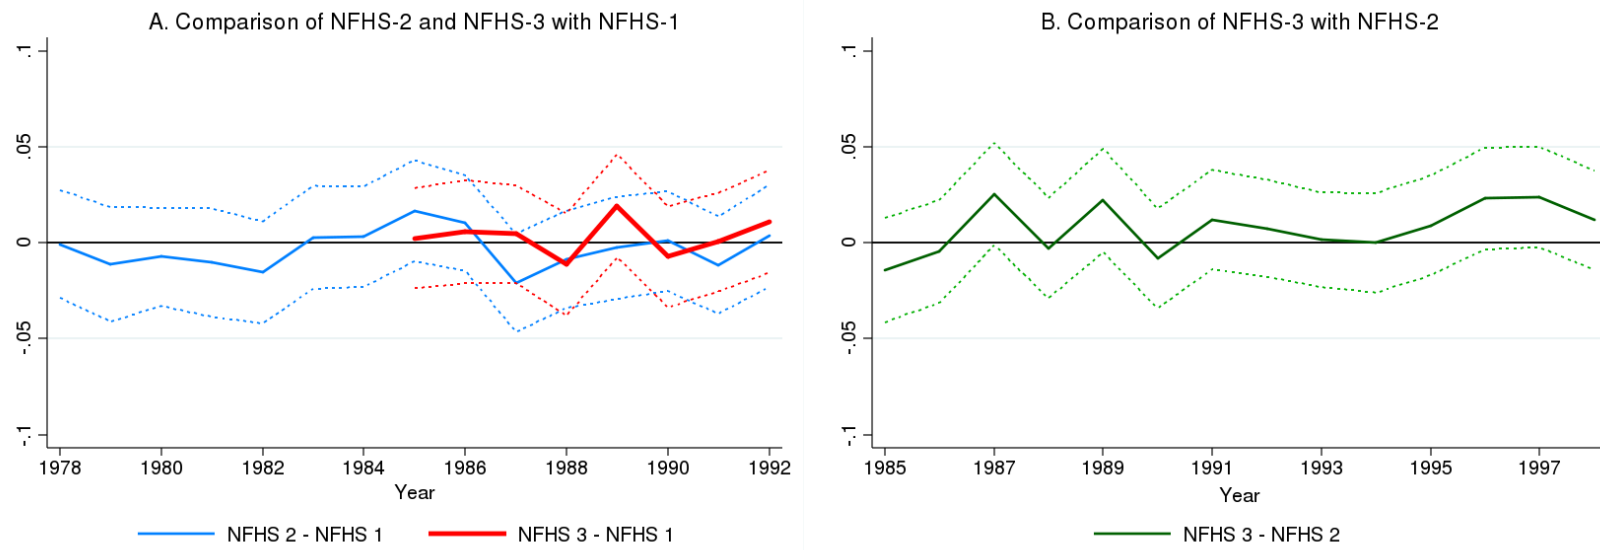 A. Comparison of NFHS-2 and NFHS-3 with NFHS-1
.1
.05
0
-.05
-.1
1978 1980 1982 1984 1986 1988 1990 1992
Year
NFHS 2 - NFHS 1 NFHS 3 - NFHS 1
B. Comparison of NFHS-3 with NFHS-2
.1
.05
0
-.05
-.1
1985 1987 1989 1991 1993 1995 1997
Year
NFHS 3 - NFHS 2